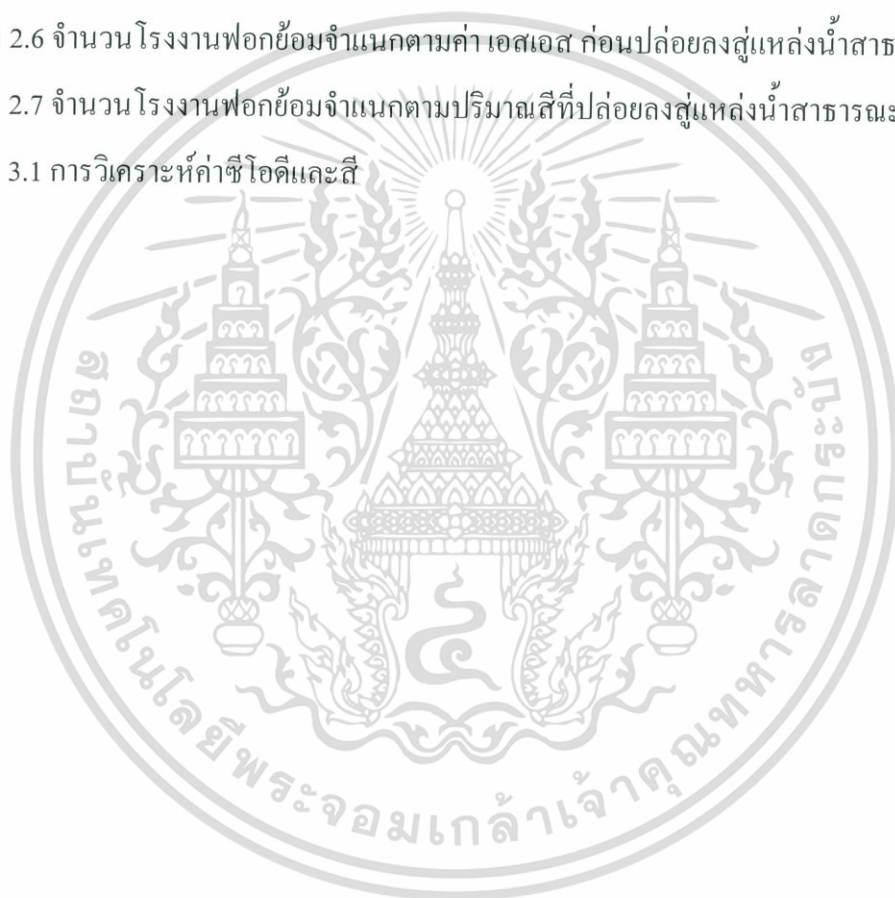 2.6 จำนวนโรงงานฟอกย้อมจำแนกตามค่า เอสเอส ก่อนปล่อยลงสู่แหล่งน้ำสาธ
2.7 จำนวนโรงงานฟอกย้อมจำแนกตามปริมาณสีที่ปล่อยลงสู่แหล่งน้ำสาธารณะ
3.1 การวิเคราะห์ค่าซีโอดีและสี
สถาบันเทคโนโลยีพระจอมเกล้าเจ้าคุณทหารลาดกระบัง